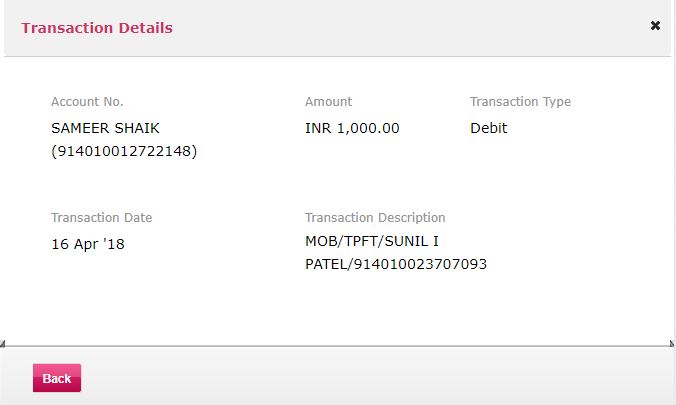 Transaction Details
Account No.
Amount
Transaction Type
SAMEER SHAIK
(914010012722148)
INR 1,000.00
Debit
Transaction Date
Transaction Description
16 Apr '18
MOB/TPFT/SUNIL I
PATEL/914010023707093
Back